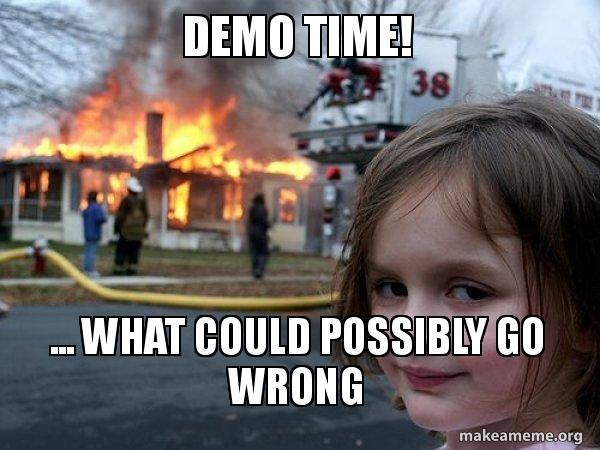 DEMO TIME!
38
... WHAT COULD POSSIBLY GO
WRONG
makeameme.org